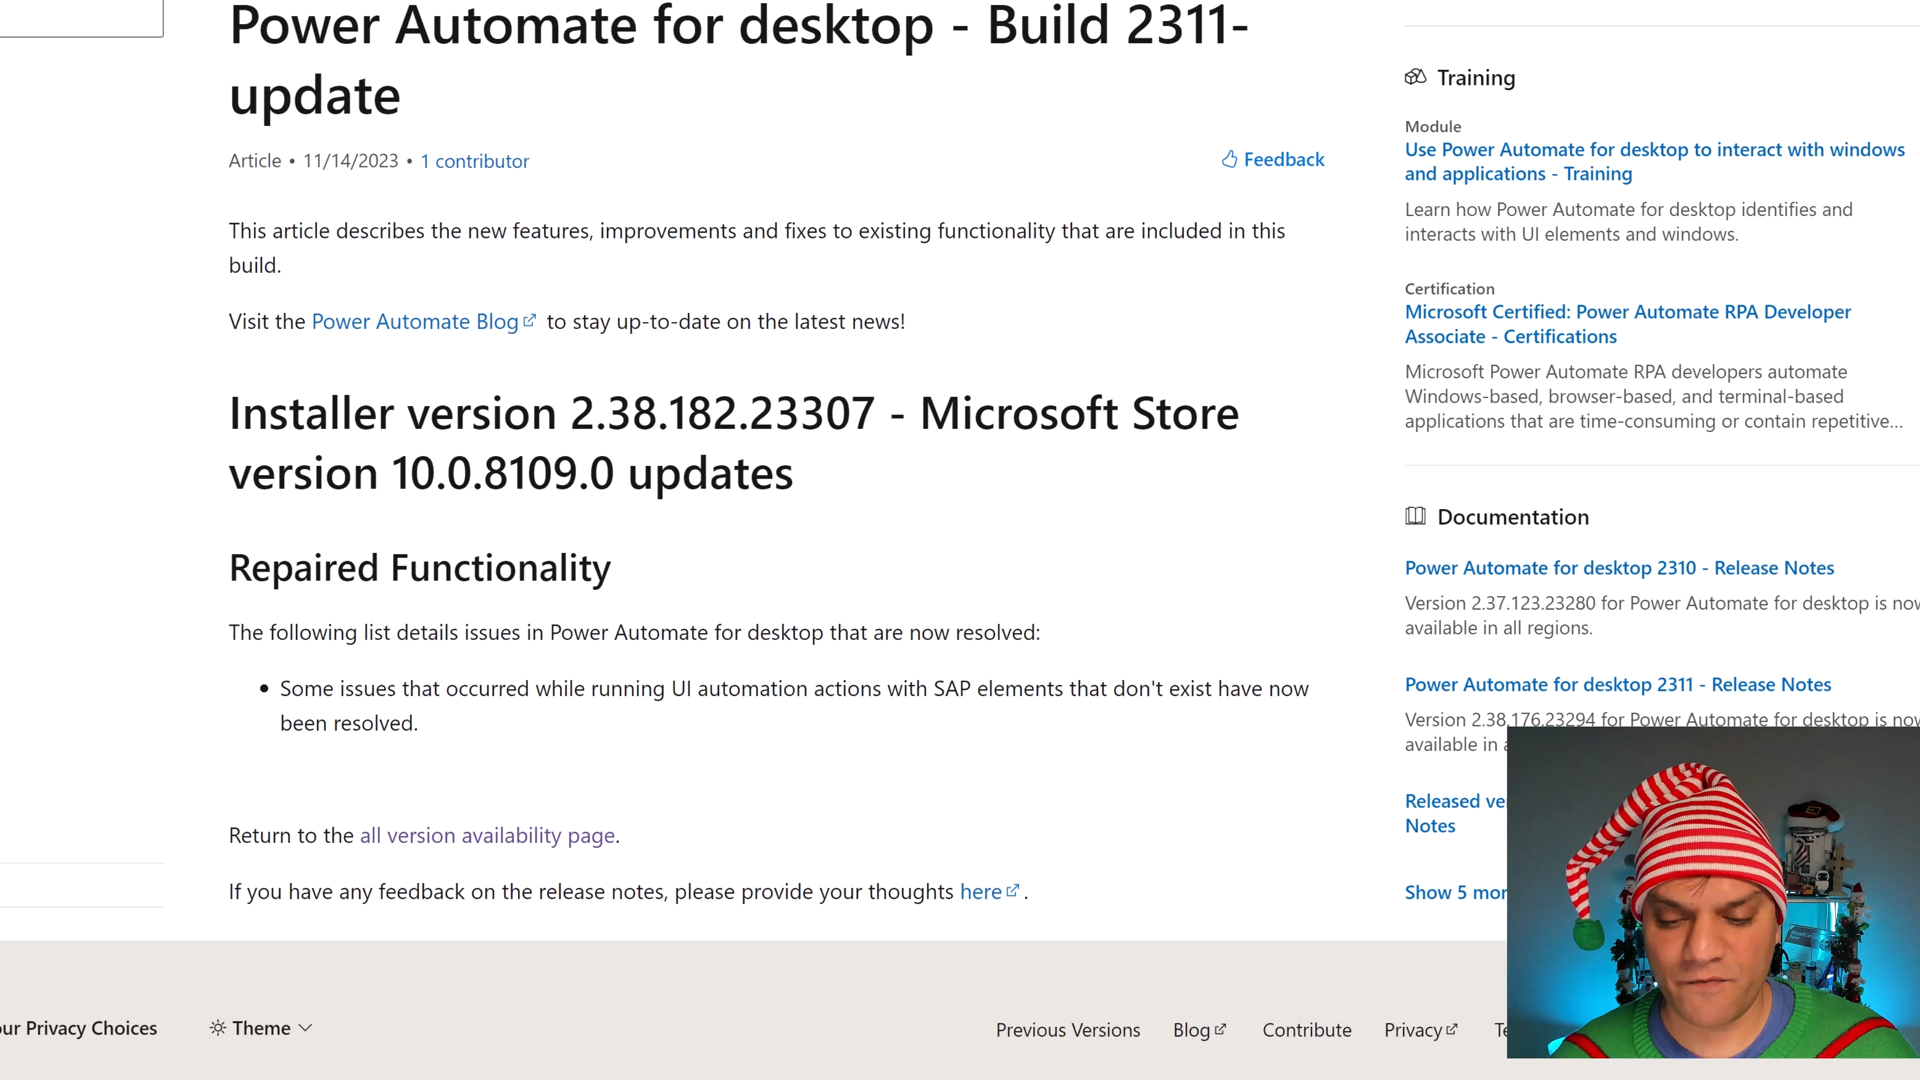 Power Automate for desktop - Build 2311-
update
Article • 11/14/2023 • 1 contributor
Feedback
This article describes the new features, improvements and fixes to existing functionality that are included in this
build.
Visit the Power Automate Blog to stay up-to-date on the latest news!
Installer version 2.38.182.23307 - Microsoft Store
version 10.0.8109.0 updates
Repaired Functionality
The following list details issues in Power Automate for desktop that are now resolved:
• Some issues that occurred while running UI automation actions with SAP elements that don't exist have now
been resolved.
Return to the all version availability page.
If you have any feedback on the release notes, please provide your thoughts here .
Training
Module
Use Power Automate for desktop to interact with windows
and applications - Training
Learn how Power Automate for desktop identifies and
interacts with UI elements and windows.
Certification
Microsoft Certified: Power Automate RPA Developer
Associate - Certifications
Microsoft Power Automate RPA developers automate
Windows-based, browser-based, and terminal-based
applications that are time-consuming or contain repetitive...
Documentation
Power Automate for desktop 2310 - Release Notes
Version 2.37.123.23280 for Power Automate for desktop is now
available in all regions.
Power Automate for desktop 2311 - Release Notes
Version 2.38.176.23294 for Power Automate for desktop is now
available in
Released
Notes
Show 5
Privacy Choices
Theme
Previous Versions
Blog
Contribute
Privacy